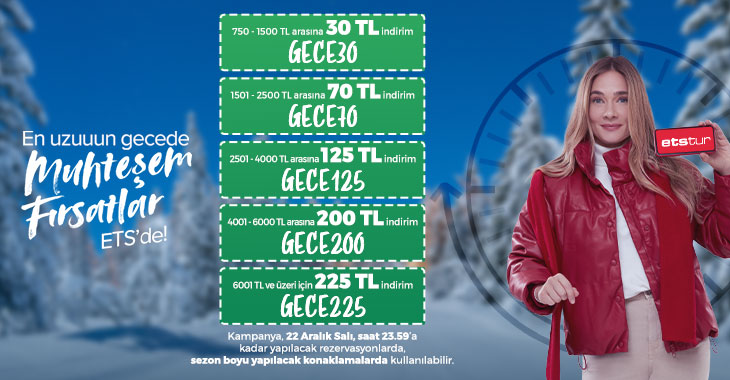 En uzuuun gecede
Muhteşem
Fırsatlar
ETS'de!
750 - 1500 TL arasına 30 TL indirim
GECE30
1501 - 2500 TL arasına 70 TL indirim
GECE70
2501 - 4000 TL arasına 125 TL indirim
GECE125
4001 - 6000 TL arasına 200 TL indirim
GECE200
6001 TL ve üzeri için 225 TL indirim
GECE225
Kampanya, 22 Aralık Salı, saat 23.59'a
kadar yapılacak rezervasyonlarda,
sezon boyu yapılacak konaklamalarda kullanılabilir.
etstur